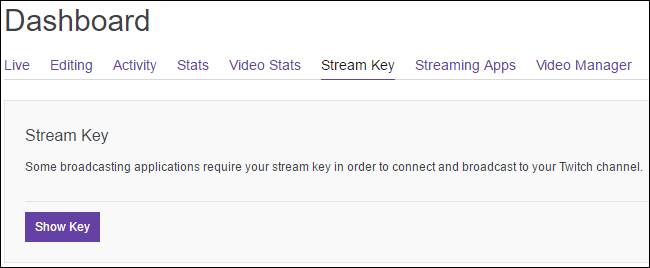 Dashboard
Live Editing Activity Stats Video Stats Stream Key Streaming Apps Video Manager
Stream Key
Some broadcasting applications require your stream key in order to connect and broadcast to your Twitch channel.
Show Key